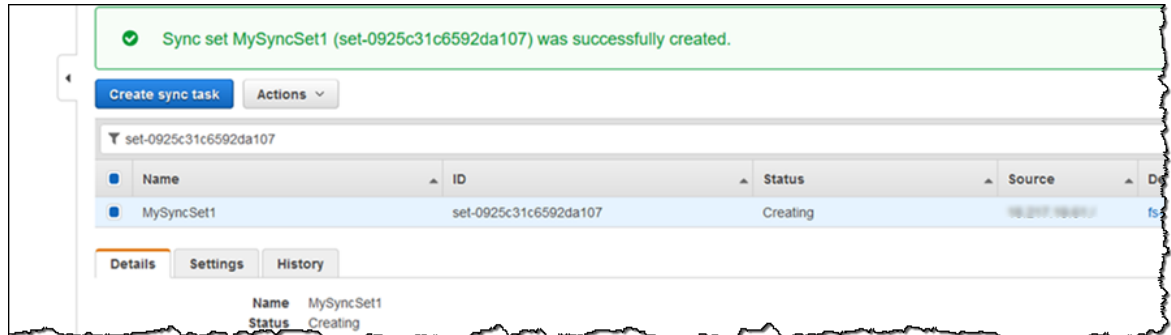 Sync set MySyncSet1 (set-0925c31c6592da107) was successfully created.
Create sync task Actions
set-0925c31c6592da107
Name ID Status Source
MySyncSet1 set-0925c31c6592da107 Creating
Details Settings History
Name MySyncSet1
Status Creating